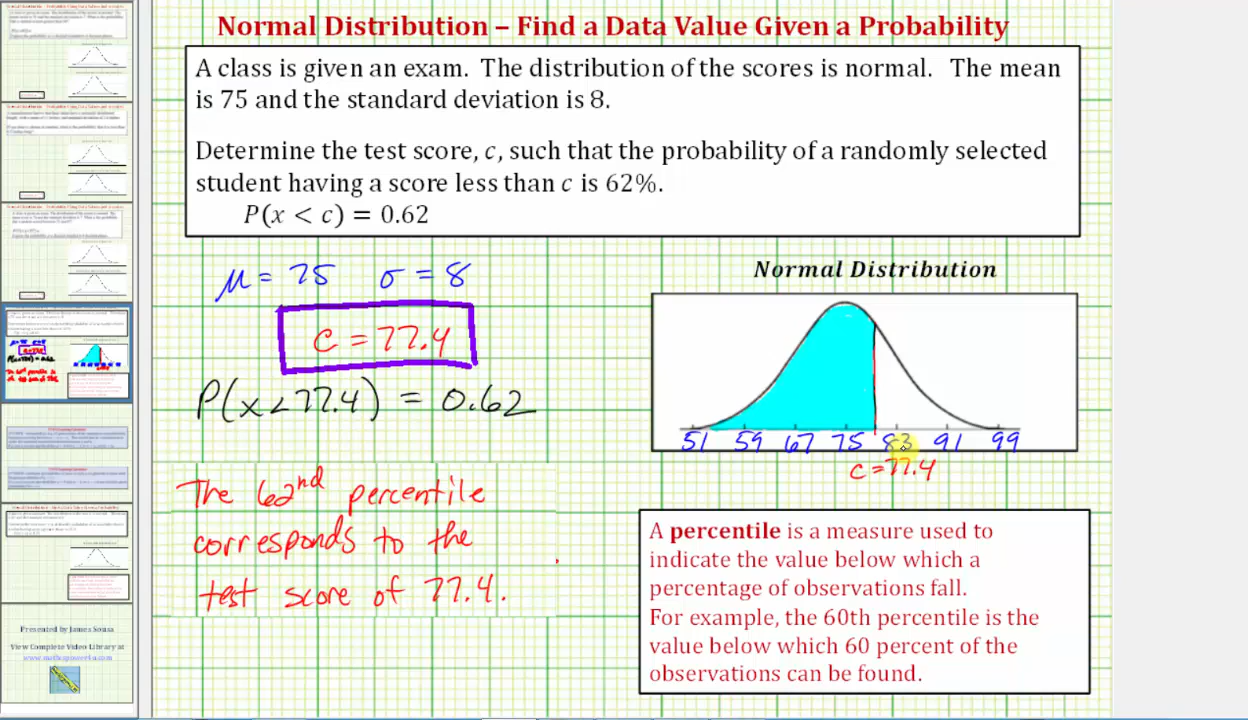 Normal Distribution – Find a Data Value Given a Probability
A class is given an exam. The distribution of the scores is normal. The mean
is 75 and the standard deviation is 8.
Determine the test score, c, such that the probability of a randomly selected
student having a score less than c is 62%.
P(x < c) = 0.62
μ = 75 σ = 8
c = 77.4
P(x < 77.4) = 0.62
The 62nd percentile
corresponds to the
test score of 77.4.
Normal Distribution
51 59 67 75 83 91 99
c = 77.4
A percentile is a measure used to
indicate the value below which a
percentage of observations fall.
For example, the 60th percentile is the
value below which 60 percent of the
observations can be found.
Presented by James Sousa
View Complete Video Library at
www.mathispower4u.com